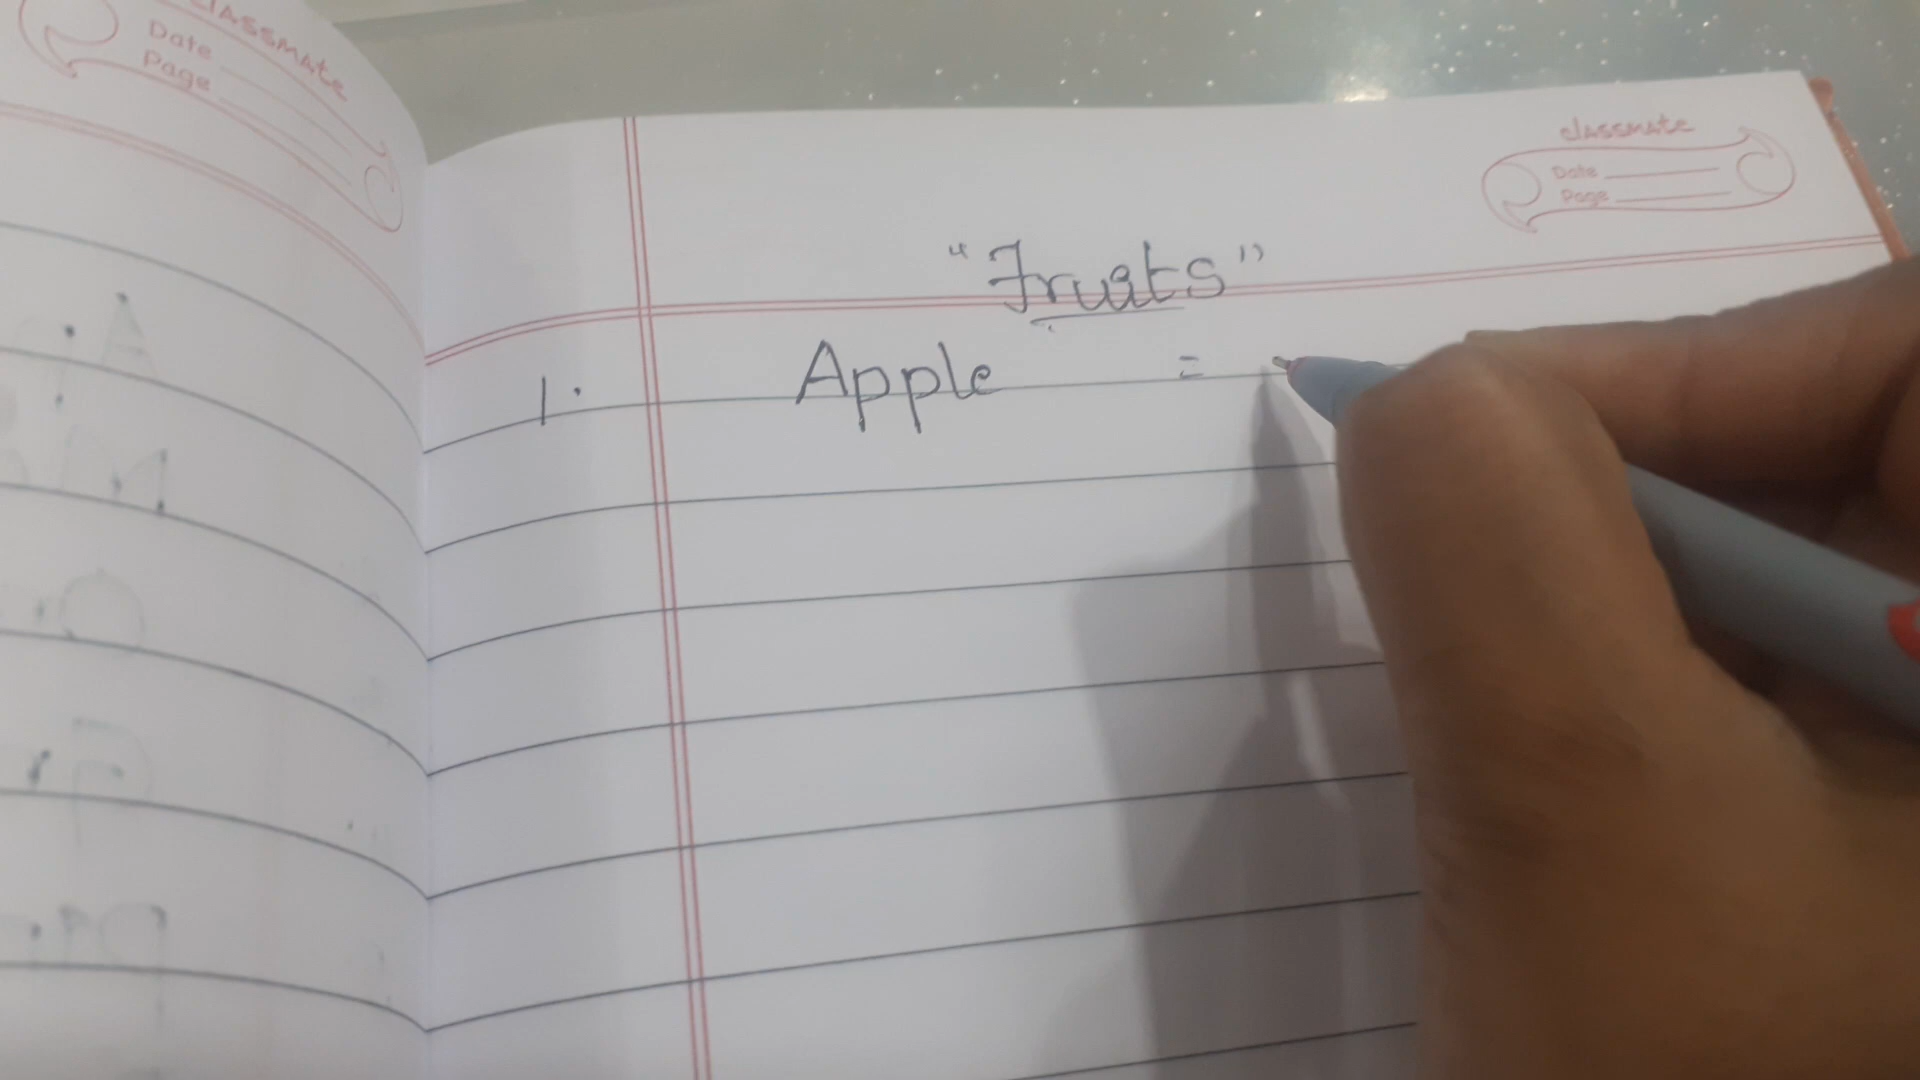 classmate
Date
Page
classmate
Date
Page
"Fruits"
1. Apple =